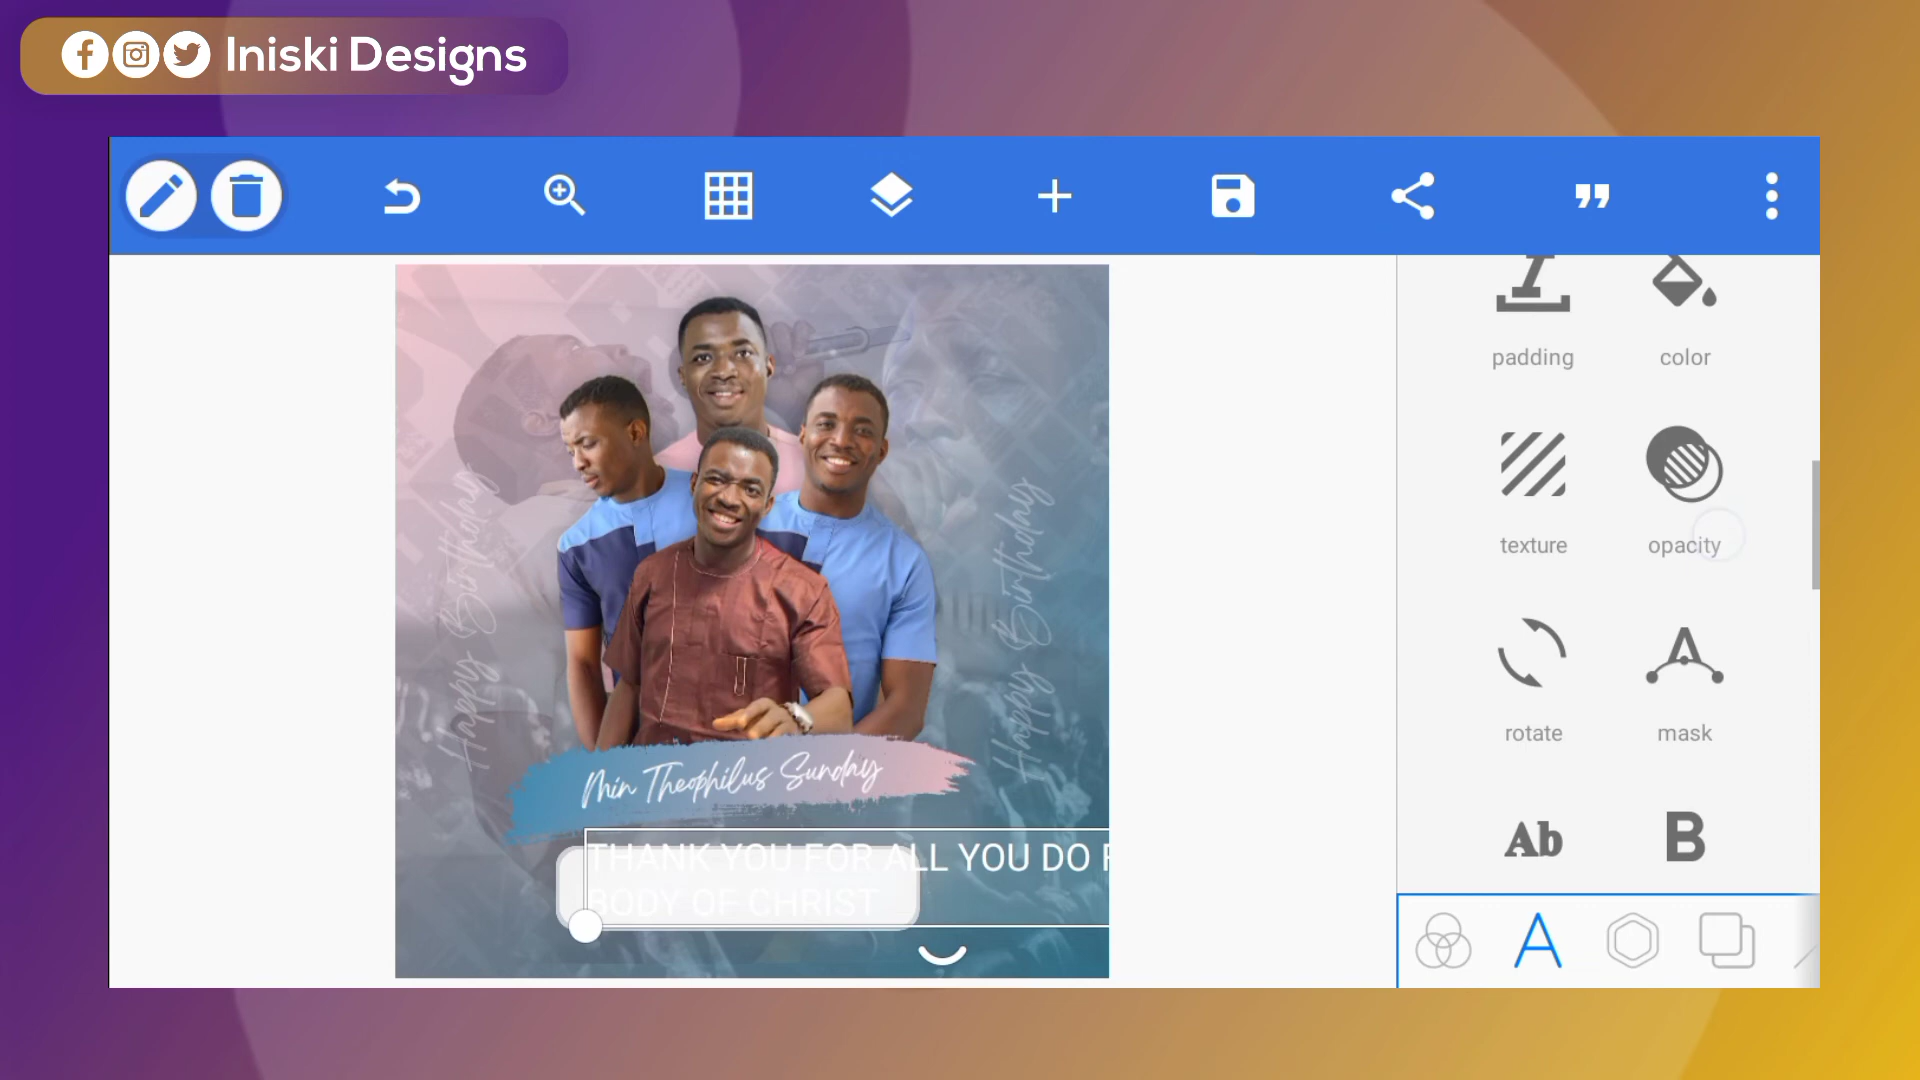 Iniski Designs
padding
color
texture
opacity
rotate
mask
Ab
B
Happy Birthday
Happy Birthday
Min Theophilus Sunday
THANK YOU FOR ALL YOU DO F
BODY OF CHRIST